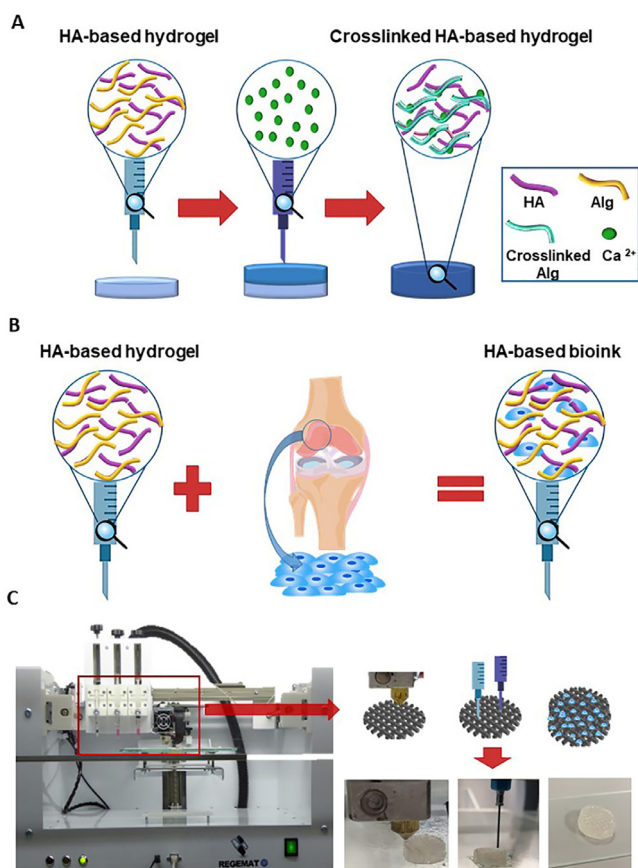 A
HA-based hydrogel
Crosslinked HA-based hydrogel
HA
Alg
Crosslinked
Alg
Ca 2+
B
HA-based hydrogel
HA-based bioink
C
REGEMAT